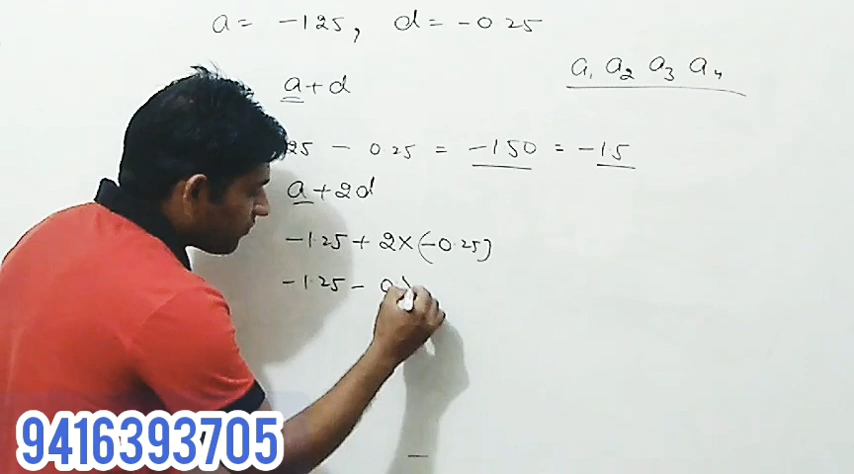 a = -1.25, d = -0.25
a+d
a₁ a₂ a₃ a₄
25 - 0.25 = -1.50 = -1.5
a+2d
-1.25 + 2×(-0.25)
-1.25 - 0.
9416393705